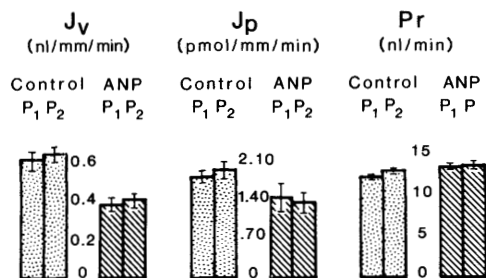 Jv Jp Pr
(nl/mm/min) (pmol/mm/min) (nl/min)
Control ANP Control ANP Control ANP
P1 P2 P1 P2 P1 P2 P1 P2 P1 P2 P1 P
0.6 2.10 15
0.4 1.40 10
0.2 .70 5
0 0 0